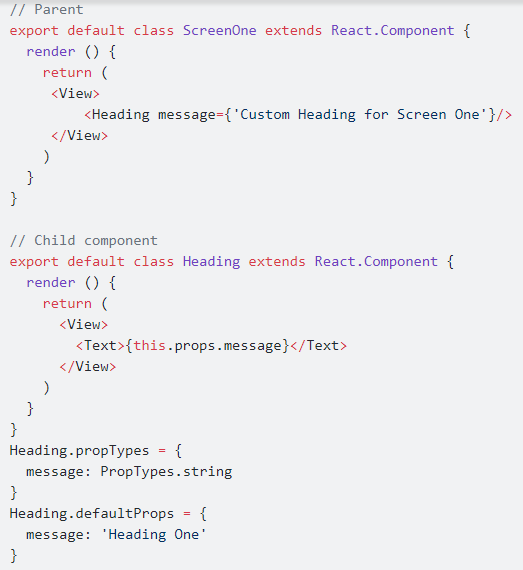 // Parent
export default class ScreenOne extends React.Component {
  render () {
    return (
     <View>
         <Heading message={'Custom Heading for Screen One'}/>
     </View>
    )
  }
}

// Child component
export default class Heading extends React.Component {
  render () {
    return (
      <View>
        <Text>{this.props.message}</Text>
      </View>
    )
  }
}
Heading.propTypes = {
  message: PropTypes.string
}
Heading.defaultProps = {
  message: 'Heading One'
}